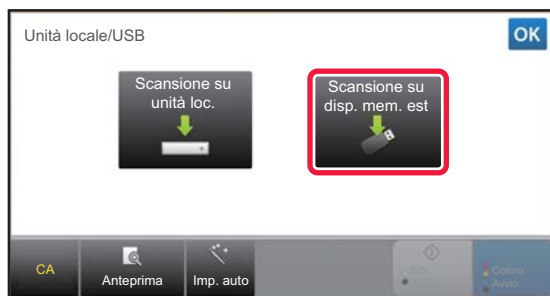 Unità locale/USB
OK
Scansione su
unità loc.
Scansione su
disp. mem. est
CA
Anteprima
Imp. auto
B/N
Colore
Avvio